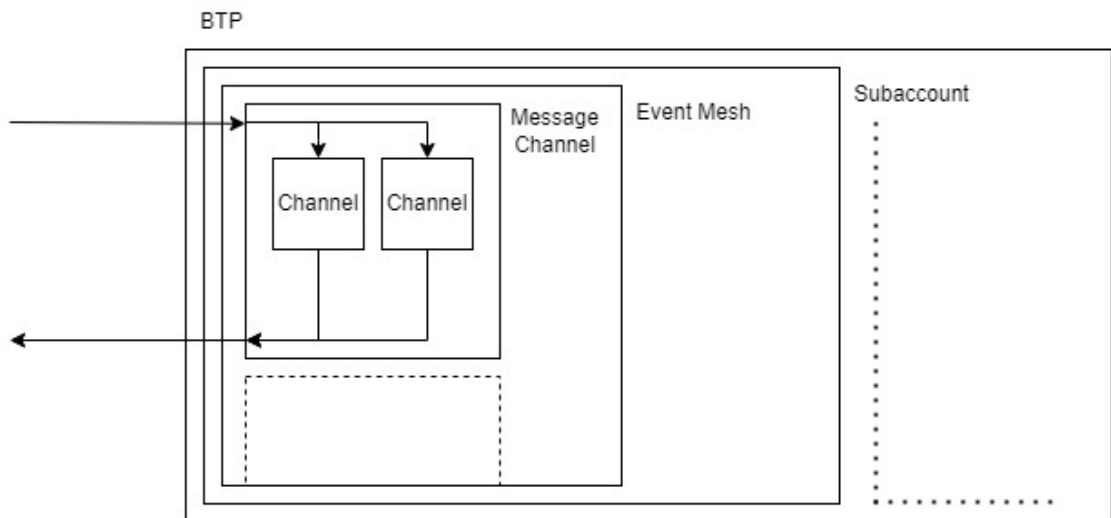 BTP
Subaccount
Event Mesh
Message
Channel
Channel
Channel